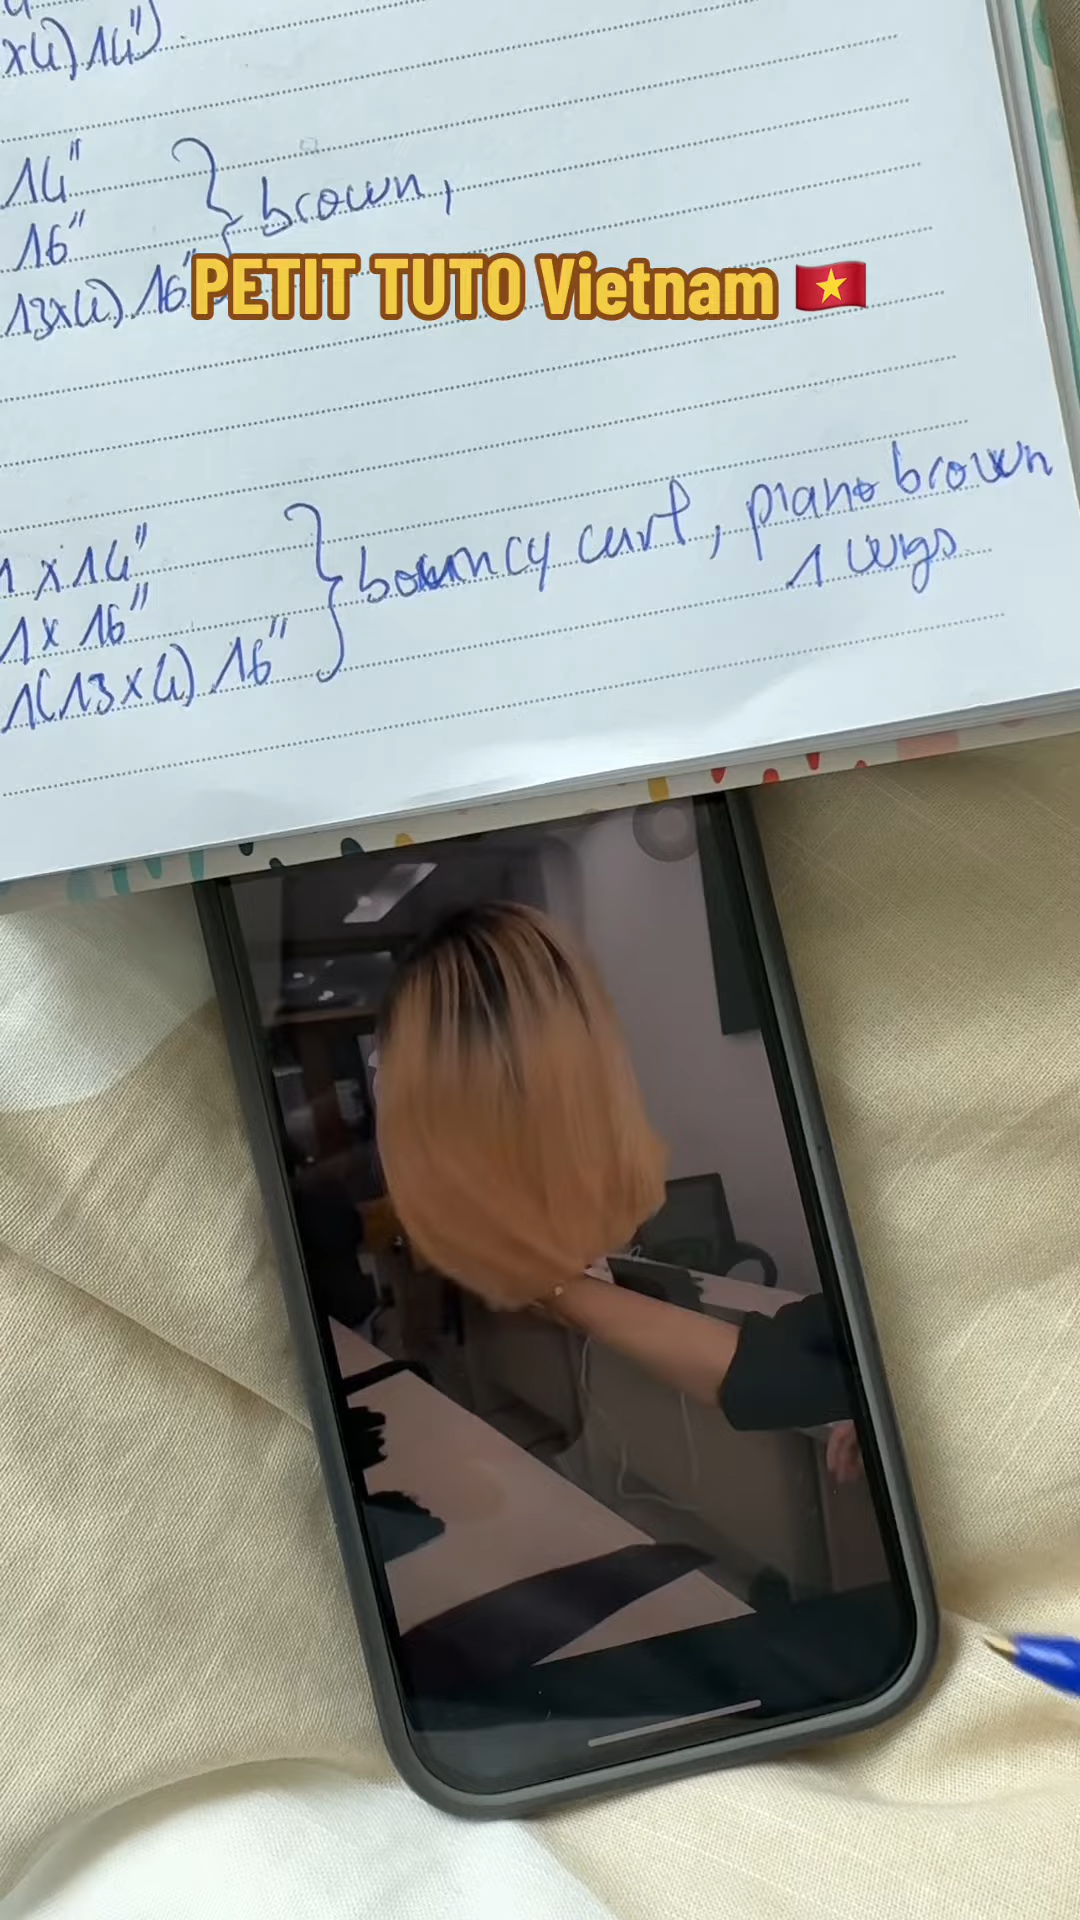 x4) 14")
14"
16"
13x4) 16"
brown,
PETIT TUTO Vietnam 🇻🇳
1 x 14"
1 x 16"
1(13x4) 16"
bouncy curl, piano brown
1 wigs